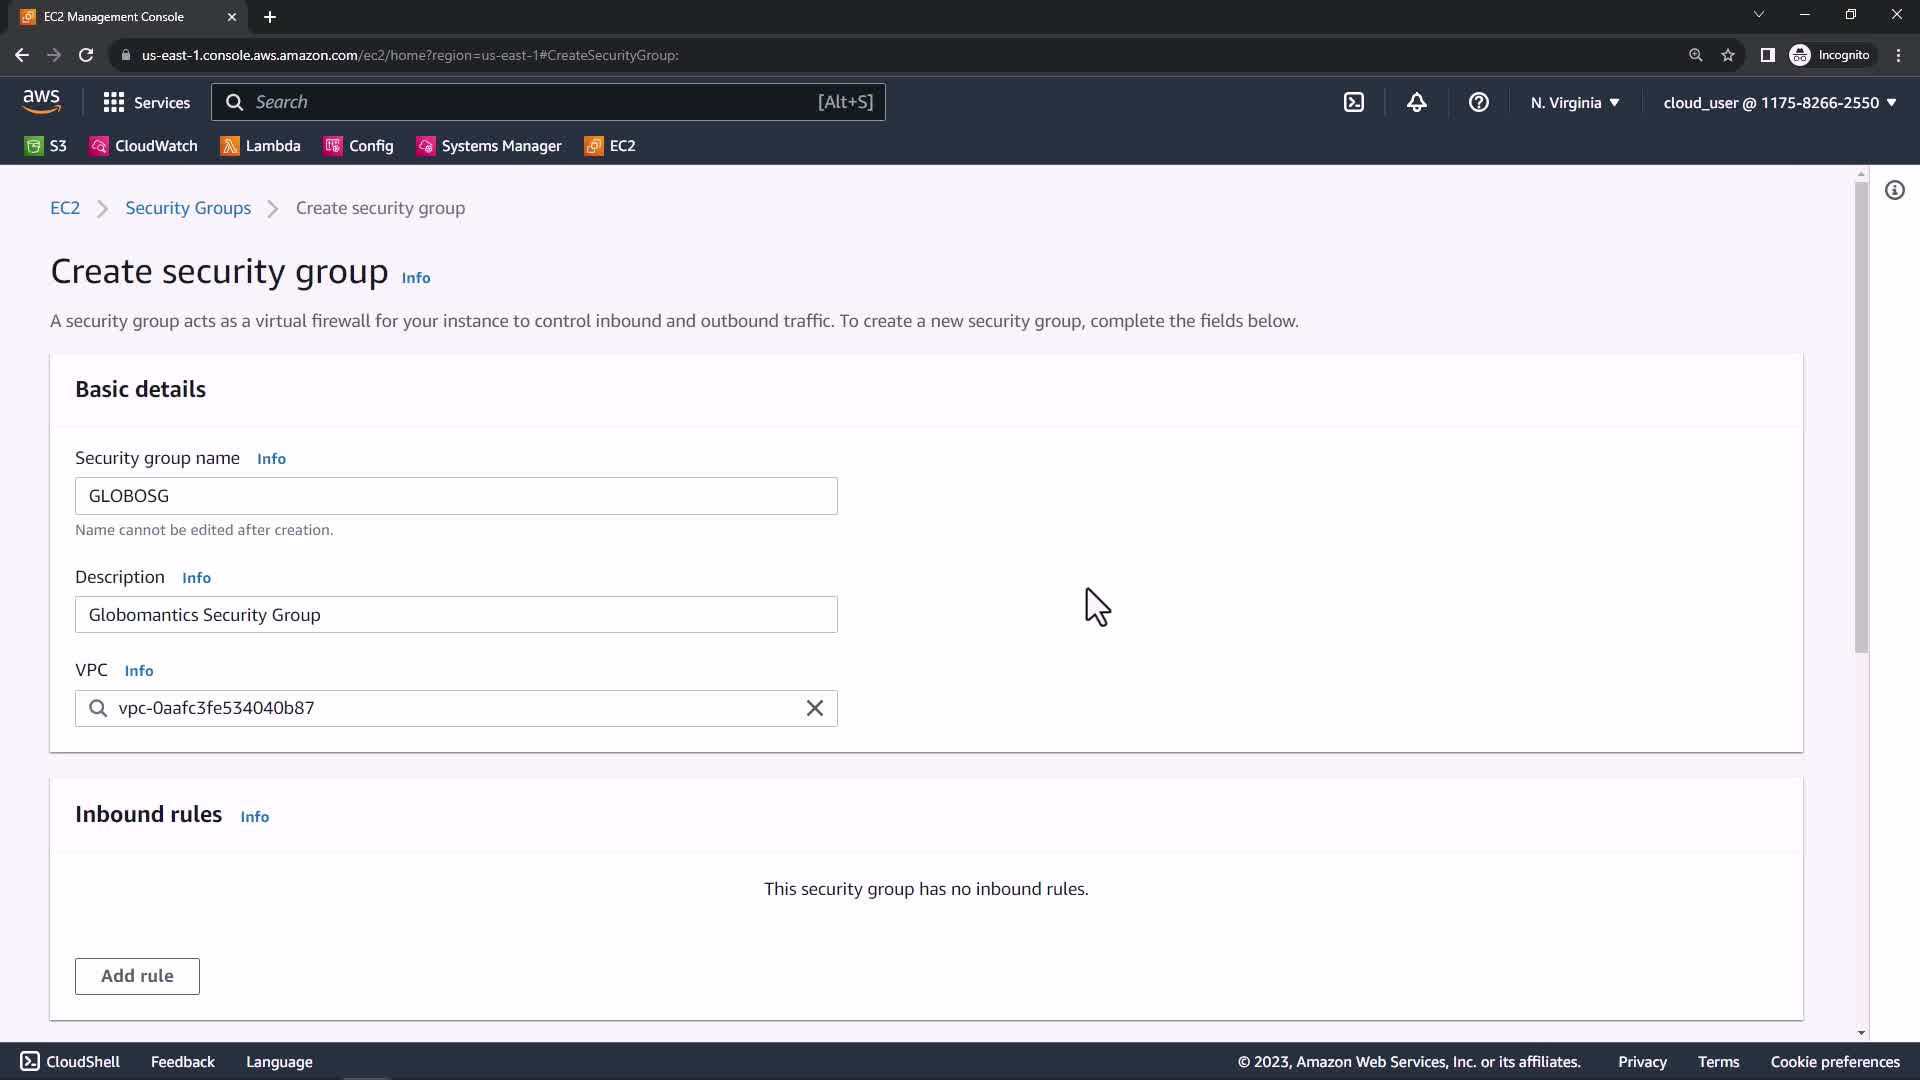 EC2 Management Console
us-east-1.console.aws.amazon.com/ec2/home?region=us-east-1#CreateSecurityGroup:
Incognito
aws
Services
Search
[Alt+S]
N. Virginia
cloud_user @ 1175-8266-2550
S3
CloudWatch
Lambda
Config
Systems Manager
EC2
EC2
Security Groups
Create security group
Create security group Info
A security group acts as a virtual firewall for your instance to control inbound and outbound traffic. To create a new security group, complete the fields below.
Basic details
Security group name Info
GLOBOSG
Name cannot be edited after creation.
Description Info
Globomantics Security Group
VPC Info
vpc-0aafc3fe534040b87
Inbound rules Info
This security group has no inbound rules.
Add rule
CloudShell
Feedback
Language
© 2023, Amazon Web Services, Inc. or its affiliates.
Privacy
Terms
Cookie preferences